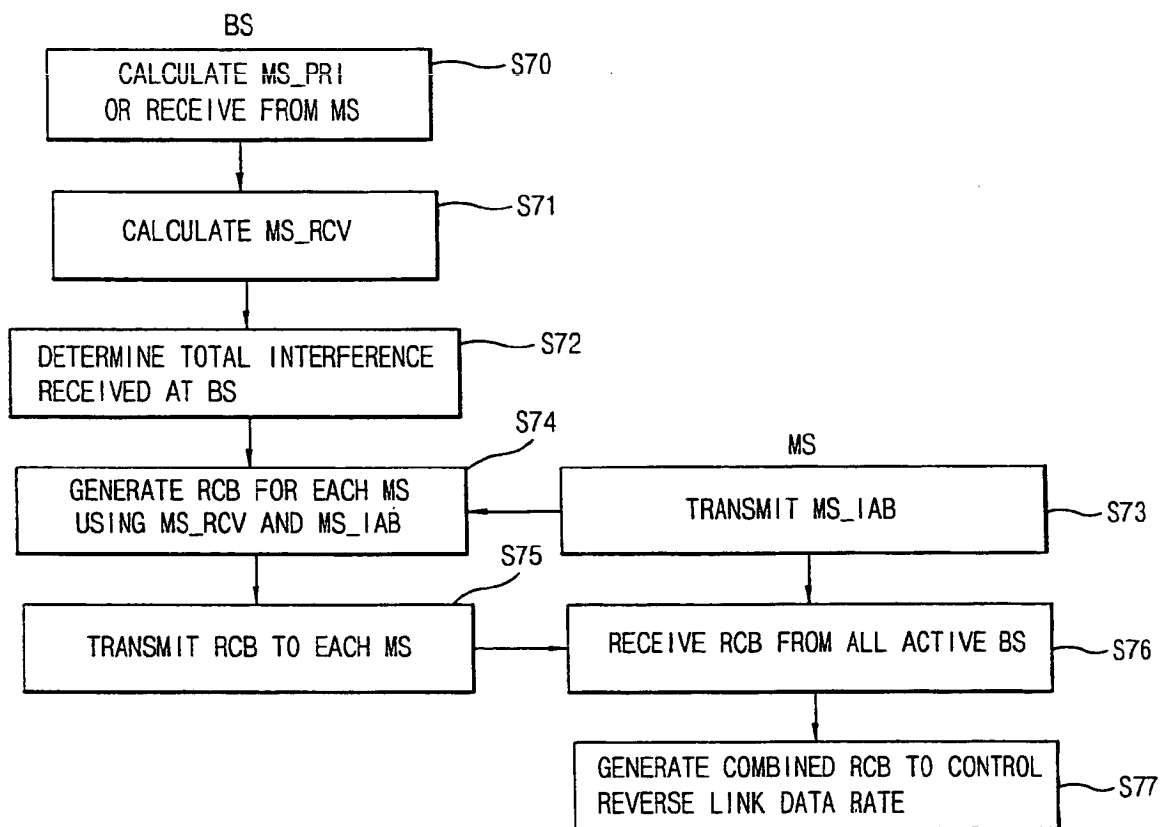 BS
CALCULATE MS_PRI
OR RECEIVE FROM MS
S70
CALCULATE MS_RCV
S71
DETERMINE TOTAL INTERFERENCE
RECEIVED AT BS
S72
GENERATE RCB FOR EACH MS
USING MS_RCV AND MS_IAB
S74
MS
TRANSMIT MS_IAB
S73
TRANSMIT RCB TO EACH MS
S75
RECEIVE RCB FROM ALL ACTIVE BS
S76
GENERATE COMBINED RCB TO CONTROL
REVERSE LINK DATA RATE
S77